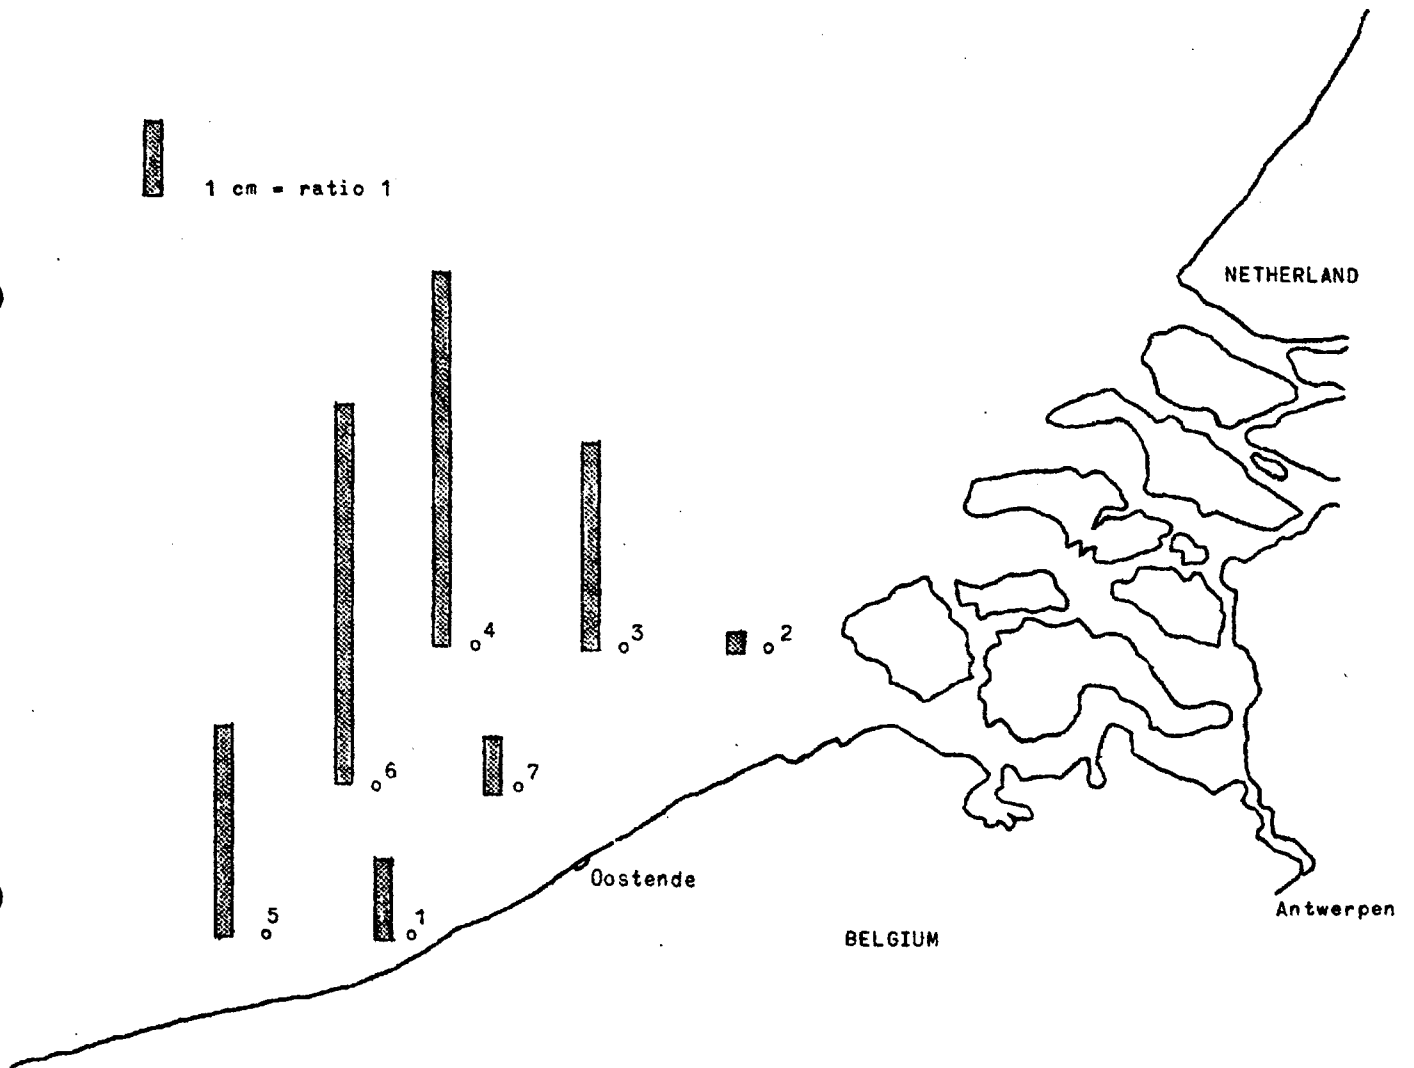 1 cm = ratio 1
NETHERLAND
4
3
2
6
7
Oostende
5
1
Antwerpen
BELGIUM